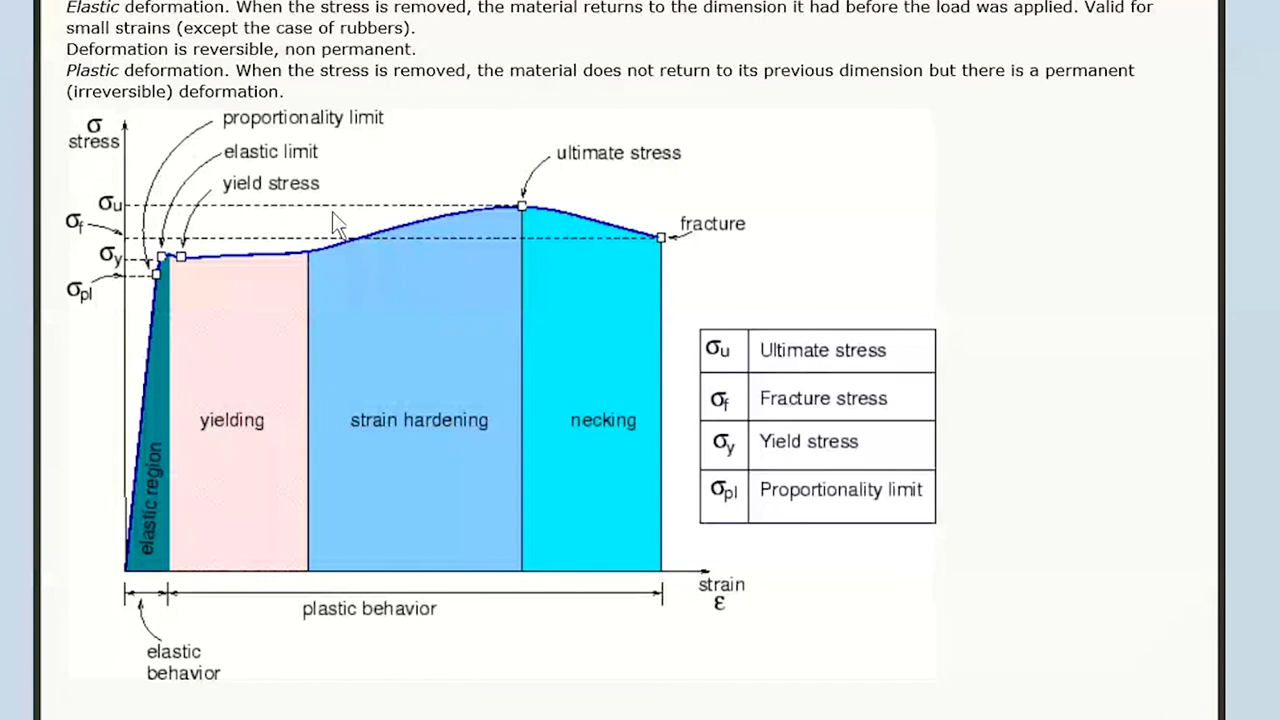 Elastic deformation. When the stress is removed, the material returns to the dimension it had before the load was applied. Valid for
small strains (except the case of rubbers).
Deformation is reversible, non permanent.
Plastic deformation. When the stress is removed, the material does not return to its previous dimension but there is a permanent
(irreversible) deformation.
σ
stress
proportionality limit
elastic limit
yield stress
ultimate stress
fracture
σu
σf
σy
σpl
elastic region
yielding
strain hardening
necking
σu Ultimate stress
σf Fracture stress
σy Yield stress
σpl Proportionality limit
strain
ε
plastic behavior
elastic
behavior